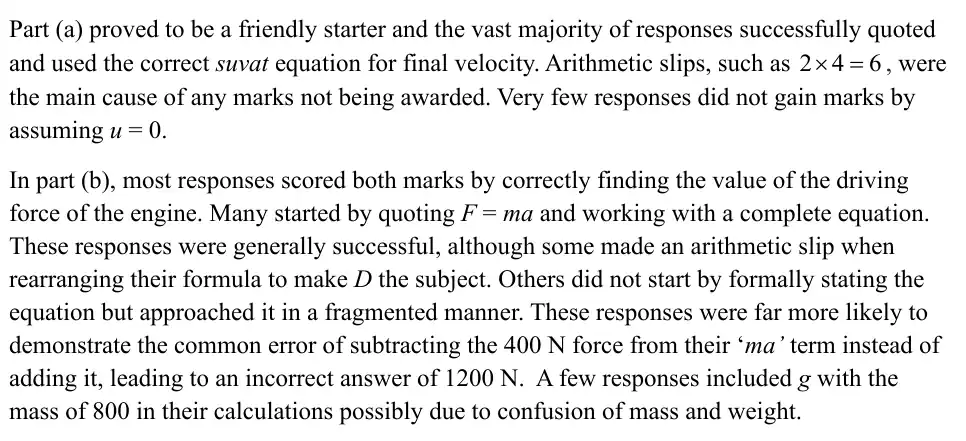 Part (a) proved to be a friendly starter and the vast majority of responses successfully quoted
and used the correct suvat equation for final velocity. Arithmetic slips, such as 2×4=6, were
the main cause of any marks not being awarded. Very few responses did not gain marks by
assuming u = 0.
In part (b), most responses scored both marks by correctly finding the value of the driving
force of the engine. Many started by quoting F = ma and working with a complete equation.
These responses were generally successful, although some made an arithmetic slip when
rearranging their formula to make D the subject. Others did not start by formally stating the
equation but approached it in a fragmented manner. These responses were far more likely to
demonstrate the common error of subtracting the 400 N force from their ‘ma’ term instead of
adding it, leading to an incorrect answer of 1200 N.  A few responses included g with the
mass of 800 in their calculations possibly due to confusion of mass and weight.